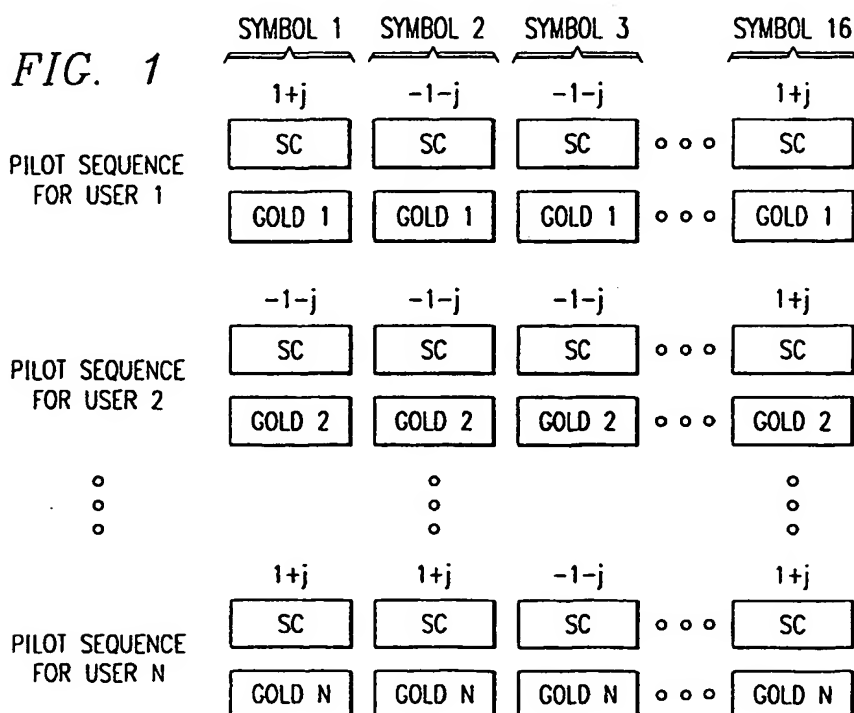 FIG. 1
SYMBOL 1 SYMBOL 2 SYMBOL 3 SYMBOL 16
1+j -1-j -1-j 1+j
PILOT SEQUENCE
FOR USER 1
SC SC SC SC
GOLD 1 GOLD 1 GOLD 1 GOLD 1
-1-j -1-j -1-j 1+j
PILOT SEQUENCE
FOR USER 2
SC SC SC SC
GOLD 2 GOLD 2 GOLD 2 GOLD 2
1+j 1+j -1-j 1+j
PILOT SEQUENCE
FOR USER N
SC SC SC SC
GOLD N GOLD N GOLD N GOLD N